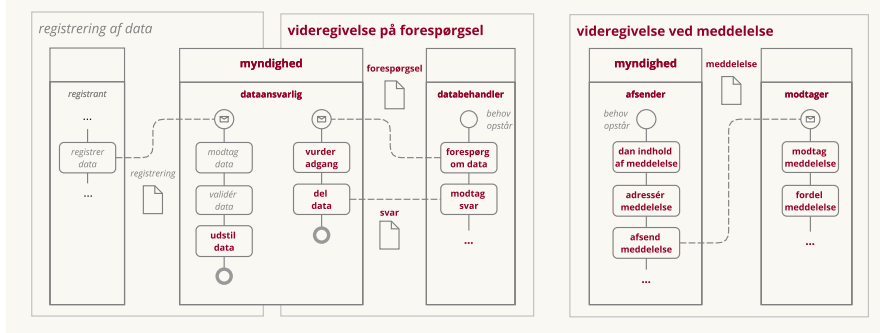 registrering af data
videregivelse på forespørgsel
videregivelse ved meddelelse
registrant
...
registrer
data
...
registrering
myndighed
dataansvarlig
modtag
data
validér
data
udstil
data
vurder
adgang
del
data
forespørgsel
svar
databehandler
behov
opstår
forespørg
om data
modtag
svar
...
myndighed
afsender
behov
opstår
dan indhold
af meddelelse
adressér
meddelelse
afsend
meddelelse
...
meddelelse
modtager
modtag
meddelelse
fordel
meddelelse
...